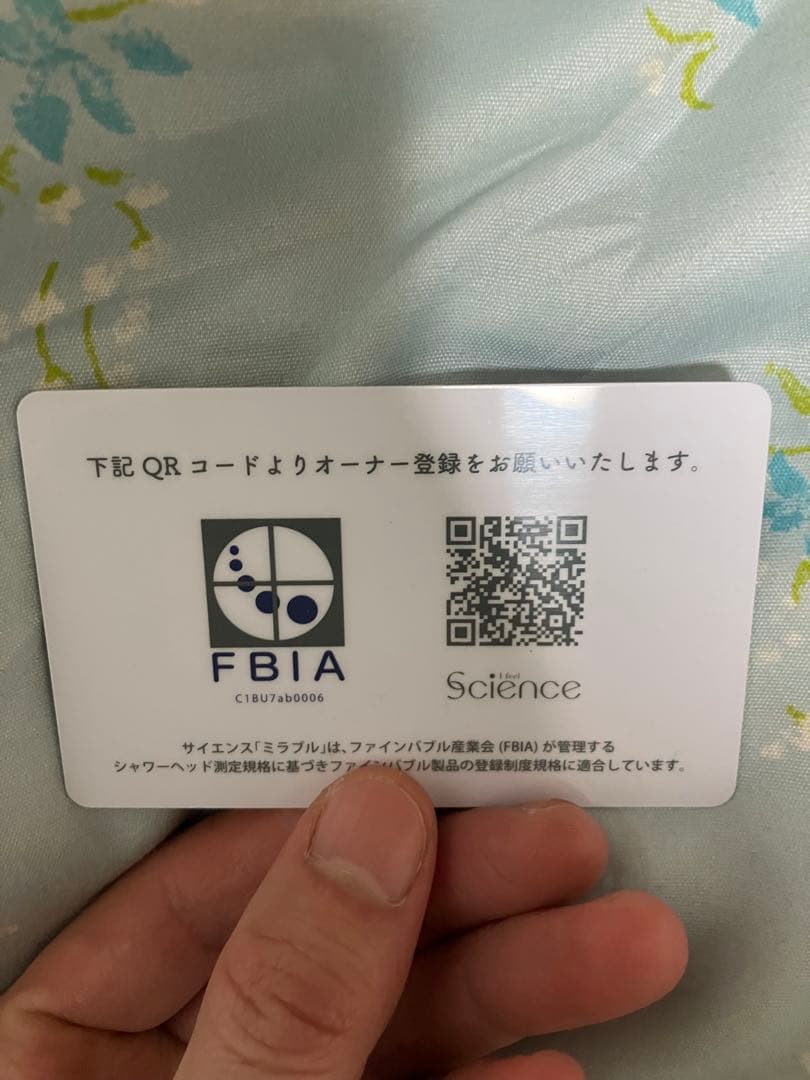 下記 QR コードよりオーナー登録をお願いいたします。
FBIA
C1BU7ab0006
I feel
Science
サイエンス「ミラブル」は、ファインバブル産業会 (FBIA) が管理する
シャワーヘッド測定規格に基づきファインバブル製品の登録制度規格に適合しています。